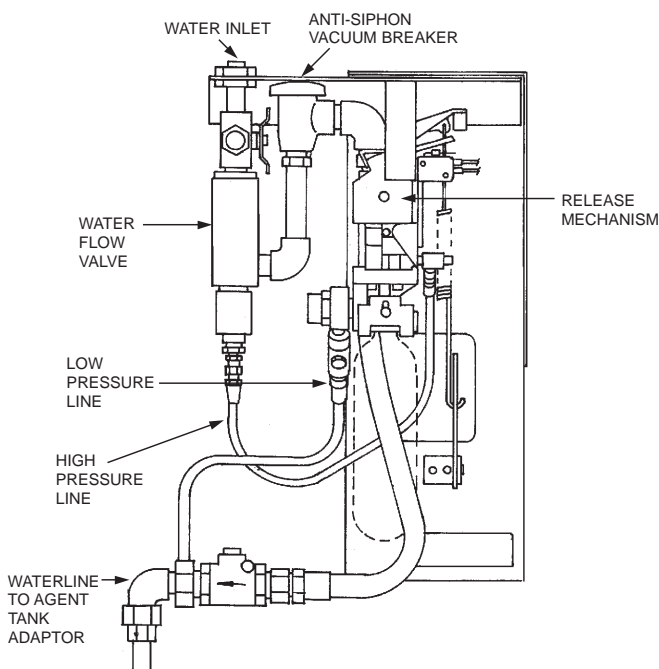 WATER INLET
ANTI-SIPHON
VACUUM BREAKER
RELEASE
MECHANISM
WATER
FLOW
VALVE
LOW
PRESSURE
LINE
HIGH
PRESSURE
LINE
WATERLINE
TO AGENT
TANK
ADAPTOR